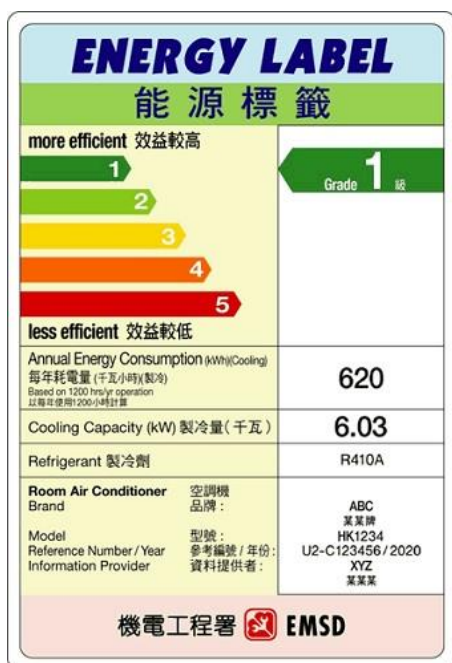 ENERGY LABEL
能源標籤
more efficient 效益較高
1
2
3
4
5
less efficient 效益較低
Grade 1 級
Annual Energy Consumption (kWh)(Cooling)
每年耗電量 (千瓦小時)(製冷)
Based on 1200 hrs/yr operation
以每年使用1200小時計算
620
Cooling Capacity (kW) 製冷量(千瓦)
6.03
Refrigerant 製冷劑
R410A
Room Air Conditioner 空調機
Brand 品牌:
ABC
某某牌
Model 型號:
HK1234
Reference Number / Year 參考編號 / 年份:
U2-C123456 / 2020
Information Provider 資料提供者:
XYZ
某某某
機電工程署 EMSD